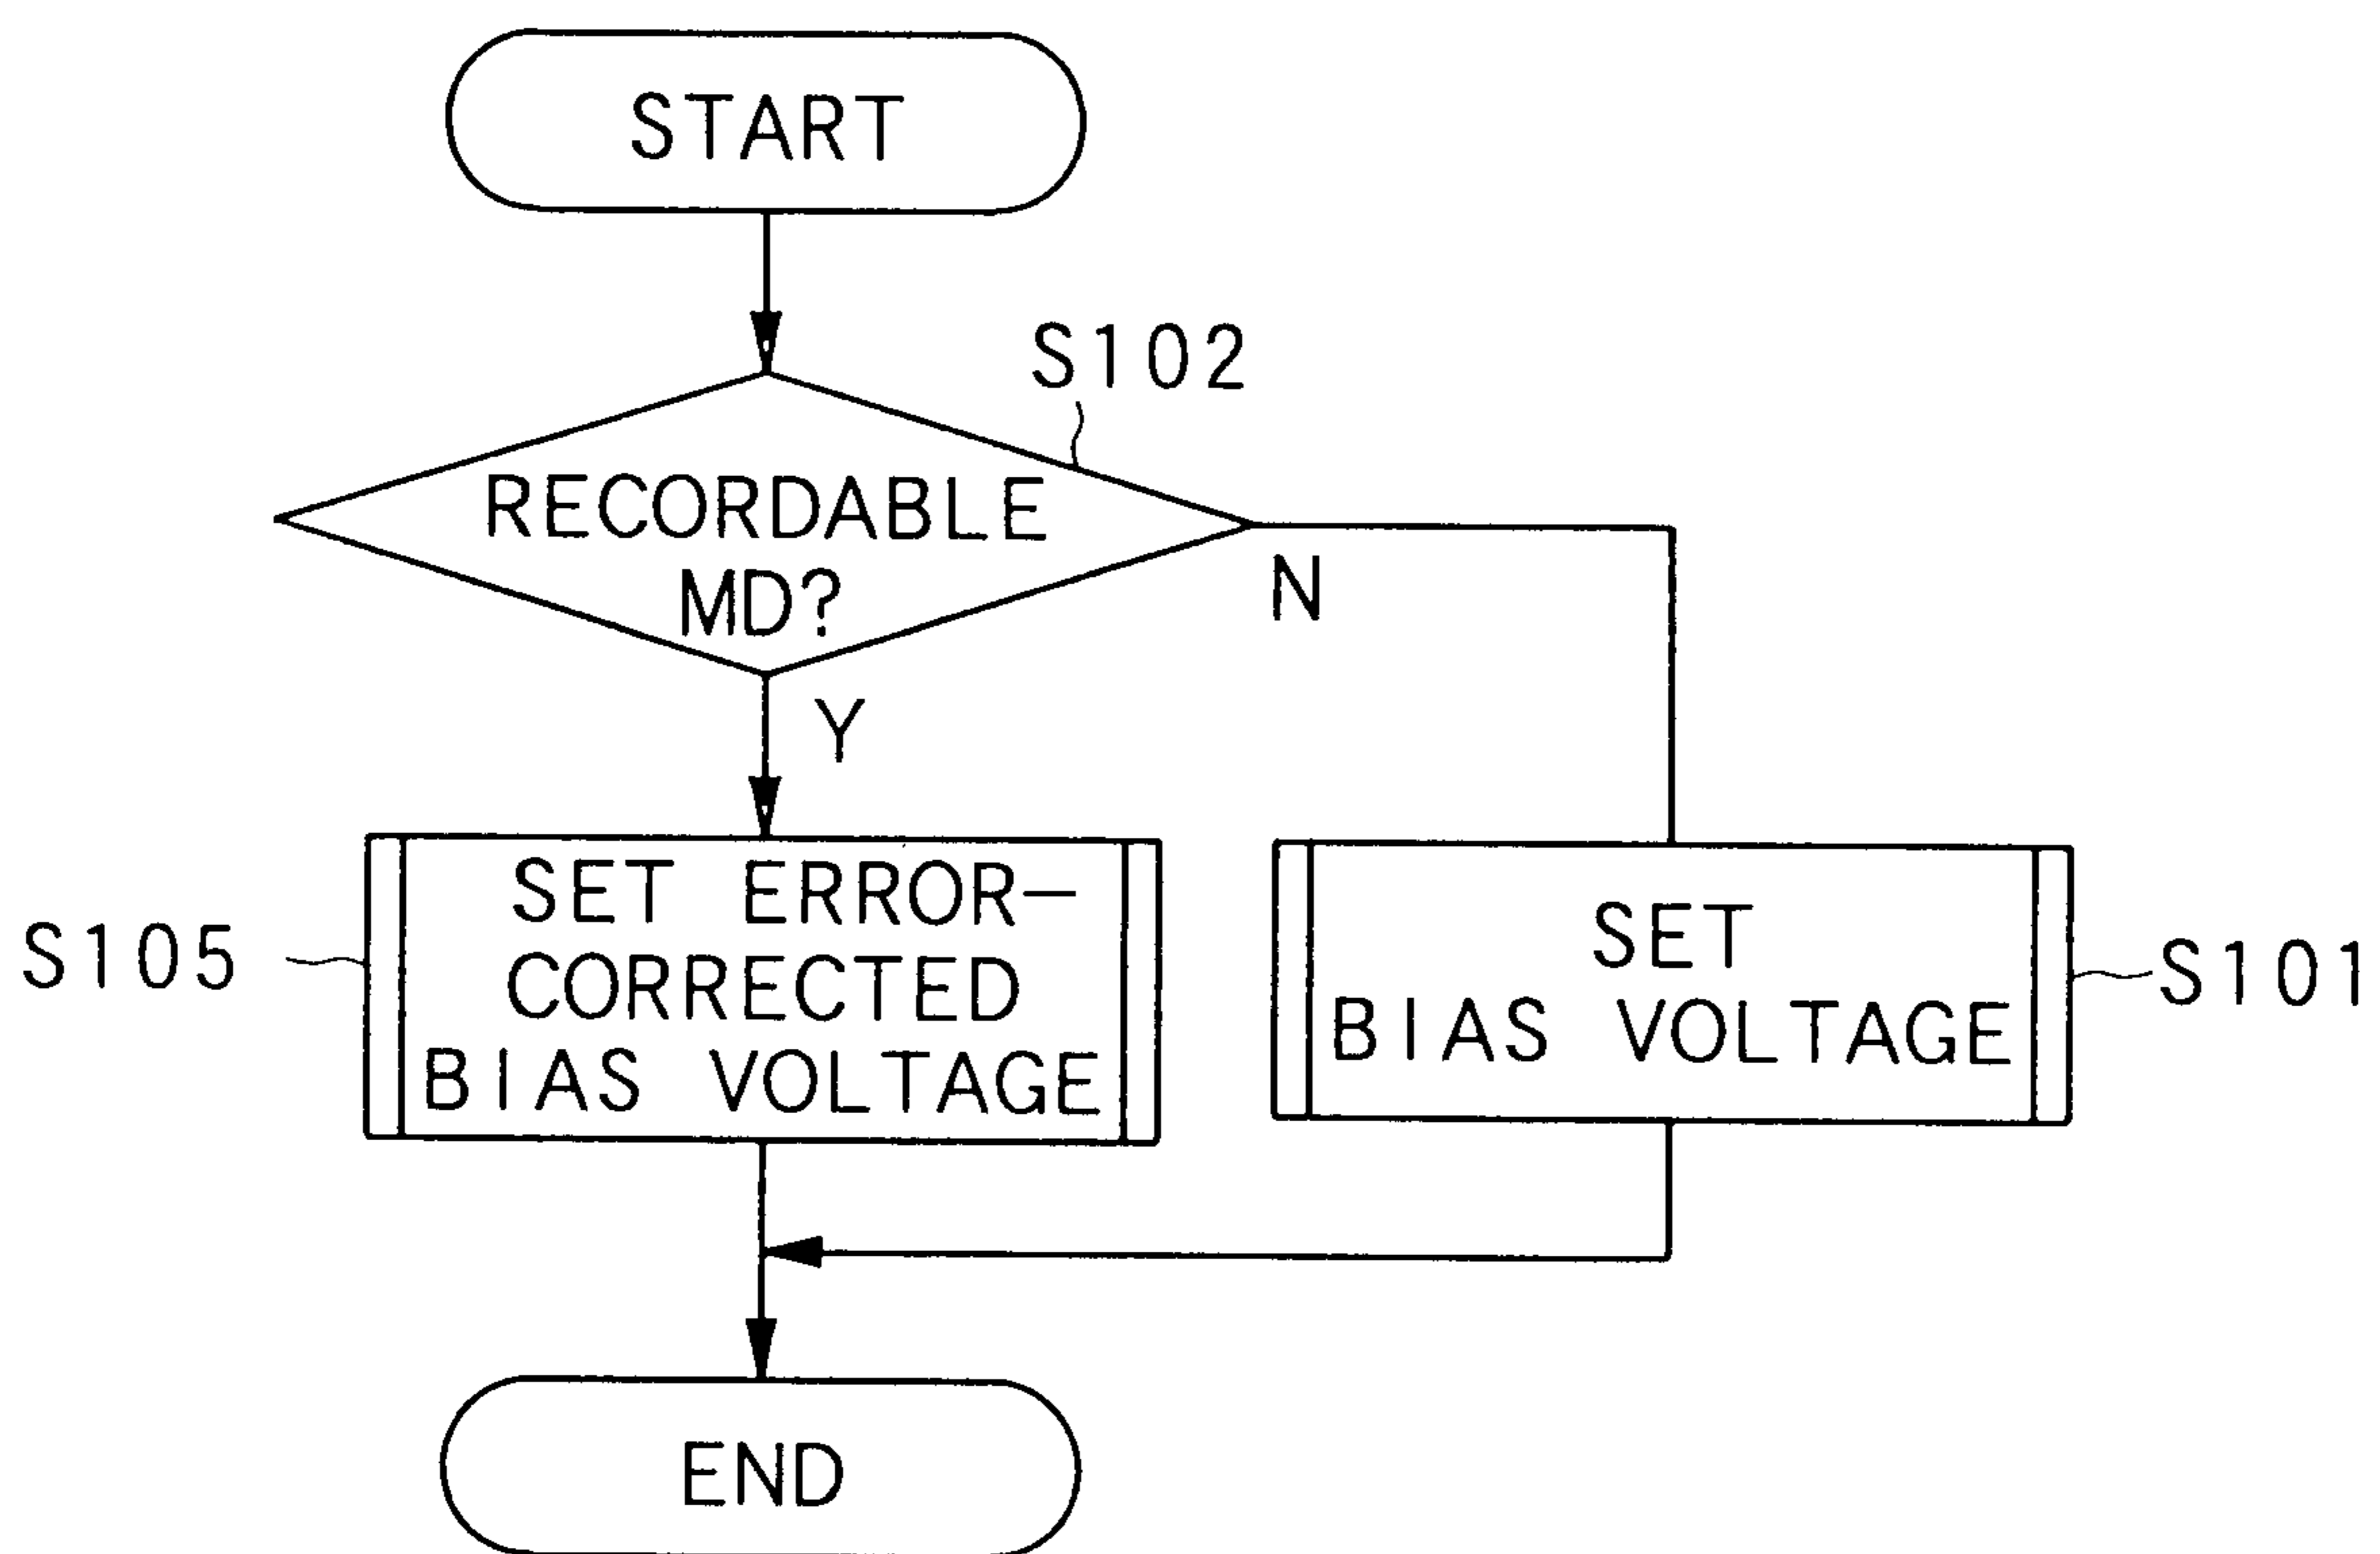 START
S102
RECORDABLE
MD?
N
Y
S105
SET ERROR-
CORRECTED
BIAS VOLTAGE
SET
BIAS VOLTAGE
S101
END